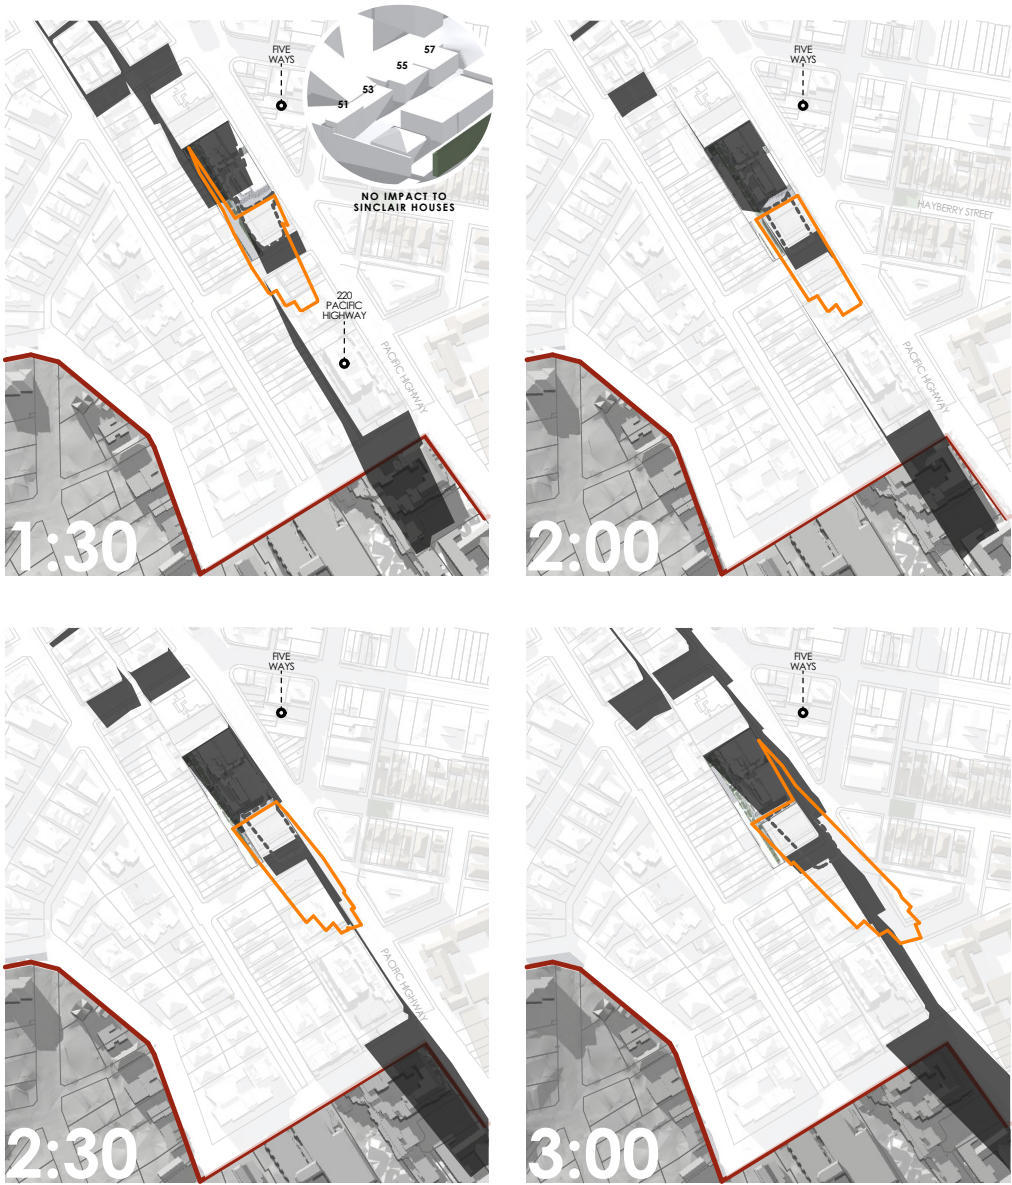 FIVE
WAYS
57
55
53
51
NO IMPACT TO
SINCLAIR HOUSES
220
PACIFIC
HIGHWAY
PACIFIC HIGHWAY
1:30
FIVE
WAYS
HAYBERRY STREET
PACIFIC HIGHWAY
2:00
FIVE
WAYS
PACIFIC HIGHWAY
2:30
FIVE
WAYS
3:00